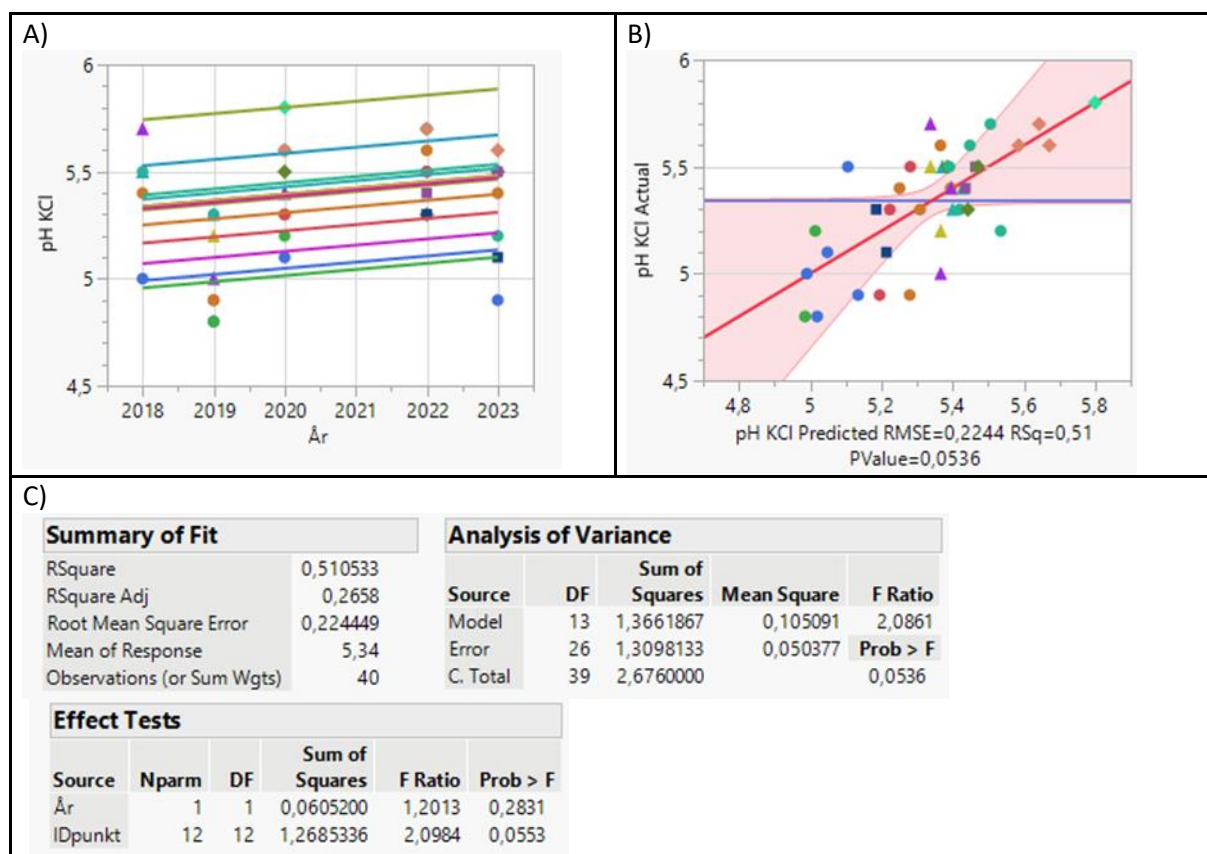 A)
6
5,5
5
4,5
pH KCl
2018 2019 2020 2021 2022 2023
År
B)
6
5,5
5
4,5
pH KCl Actual
4,8 5 5,2 5,4 5,6 5,8
pH KCl Predicted RMSE=0,2244 RSq=0,51
PValue=0,0536
C)
Summary of Fit
RSquare 0,510533
RSquare Adj 0,2658
Root Mean Square Error 0,224449
Mean of Response 5,34
Observations (or Sum Wgts) 40
Analysis of Variance
Sum of
Source DF Squares Mean Square F Ratio
Model 13 1,3661867 0,105091 2,0861
Error 26 1,3098133 0,050377 Prob > F
C. Total 39 2,6760000 0,0536
Effect Tests
Sum of
Source Nparm DF Squares F Ratio Prob > F
År 1 1 0,0605200 1,2013 0,2831
IDpunkt 12 12 1,2685336 2,0984 0,0553